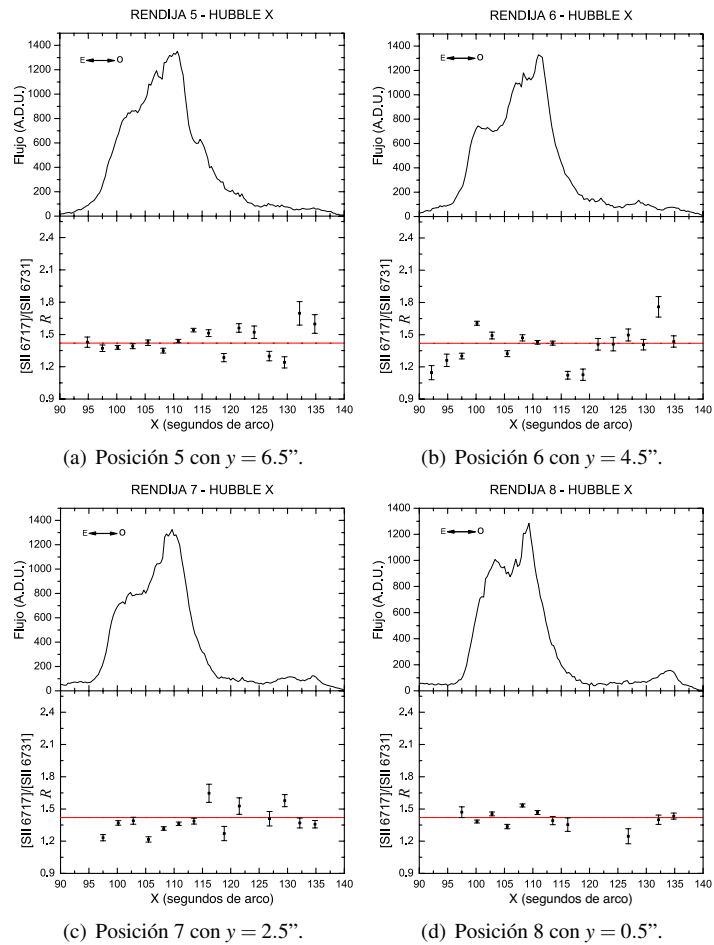 RENDIJA 5 - HUBBLE X
1400
1200
1000
800
600
400
200
0
Flujo (A.D.U.)
E O
2.4
2.1
1.8
1.5
1.2
0.9
[SII 6717]/[SII 6731]
R
90 95 100 105 110 115 120 125 130 135 140
X (segundos de arco)
(a) Posición 5 con y = 6.5”.
RENDIJA 6 - HUBBLE X
1400
1200
1000
800
600
400
200
0
Flujo (A.D.U.)
E O
2.4
2.1
1.8
1.5
1.2
0.9
[SII 6717]/[SII 6731]
R
90 95 100 105 110 115 120 125 130 135 140
X (segundos de arco)
(b) Posición 6 con y = 4.5”.
RENDIJA 7 - HUBBLE X
1400
1200
1000
800
600
400
200
0
Flujo (A.D.U.)
E O
2.4
2.1
1.8
1.5
1.2
0.9
[SII 6717]/[SII 6731]
R
90 95 100 105 110 115 120 125 130 135 140
X (segundos de arco)
(c) Posición 7 con y = 2.5”.
RENDIJA 8 - HUBBLE X
1400
1200
1000
800
600
400
200
0
Flujo (A.D.U.)
E O
2.4
2.1
1.8
1.5
1.2
0.9
[SII 6717]/[SII 6731]
R
90 95 100 105 110 115 120 125 130 135 140
X (segundos de arco)
(d) Posición 8 con y = 0.5”.